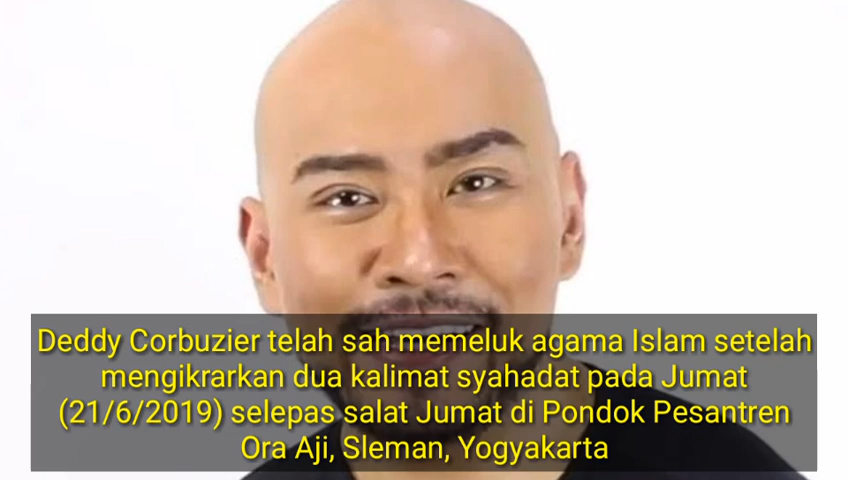 Deddy Corbuzier telah sah memeluk agama Islam setelah
mengikrarkan dua kalimat syahadat pada Jumat
(21/6/2019) selepas salat Jumat di Pondok Pesantren
Ora Aji, Sleman, Yogyakarta